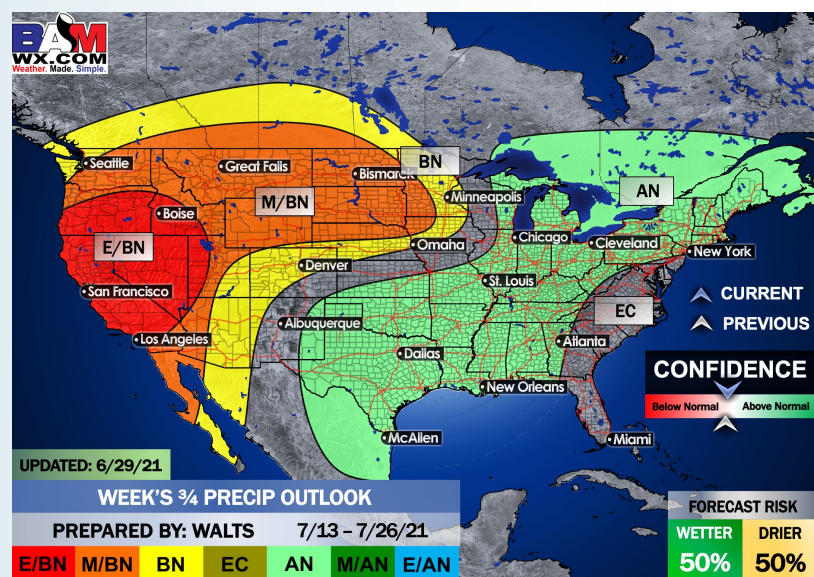 BAM
WX.COM
Weather. Made. Simple.
BN
Seattle
Great Falls
Bismarck
AN
M/BN
Minneapolis
Boise
E/BN
Omaha
Chicago
Cleveland
New York
Denver
St. Louis
San Francisco
EC
CURRENT
PREVIOUS
Albuquerque
Los Angeles
Atlanta
Dallas
CONFIDENCE
New Orleans
Below Normal
Above Normal
McAllen
Miami
UPDATED: 6/29/21
WEEK'S ¾ PRECIP OUTLOOK
PREPARED BY: WALTS 7/13 – 7/26/21
E/BN M/BN BN EC AN M/AN E/AN
FORECAST RISK
WETTER DRIER
50% 50%